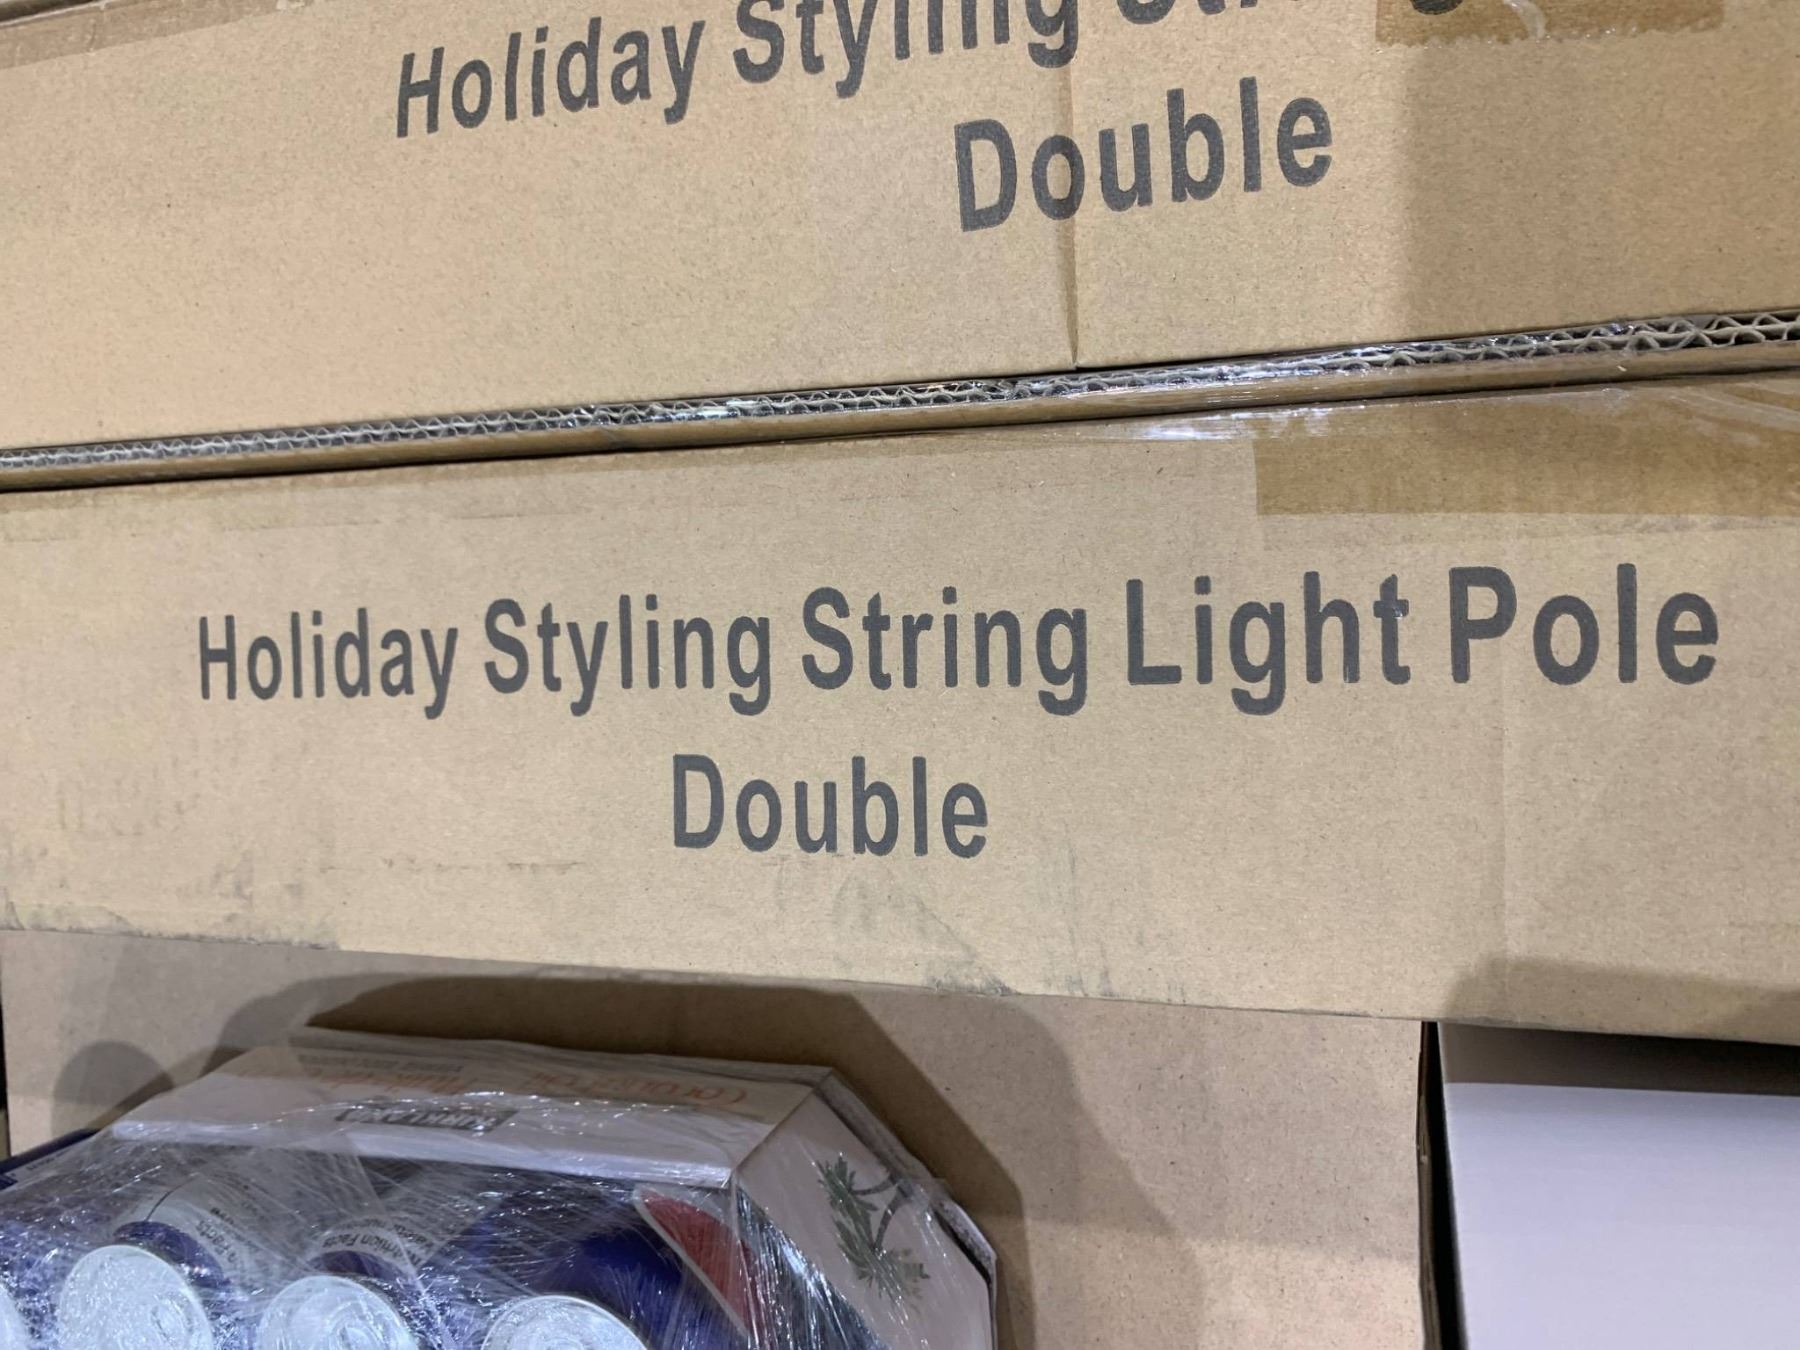 Holiday Styling
Double
Holiday Styling String Light Pole
Double